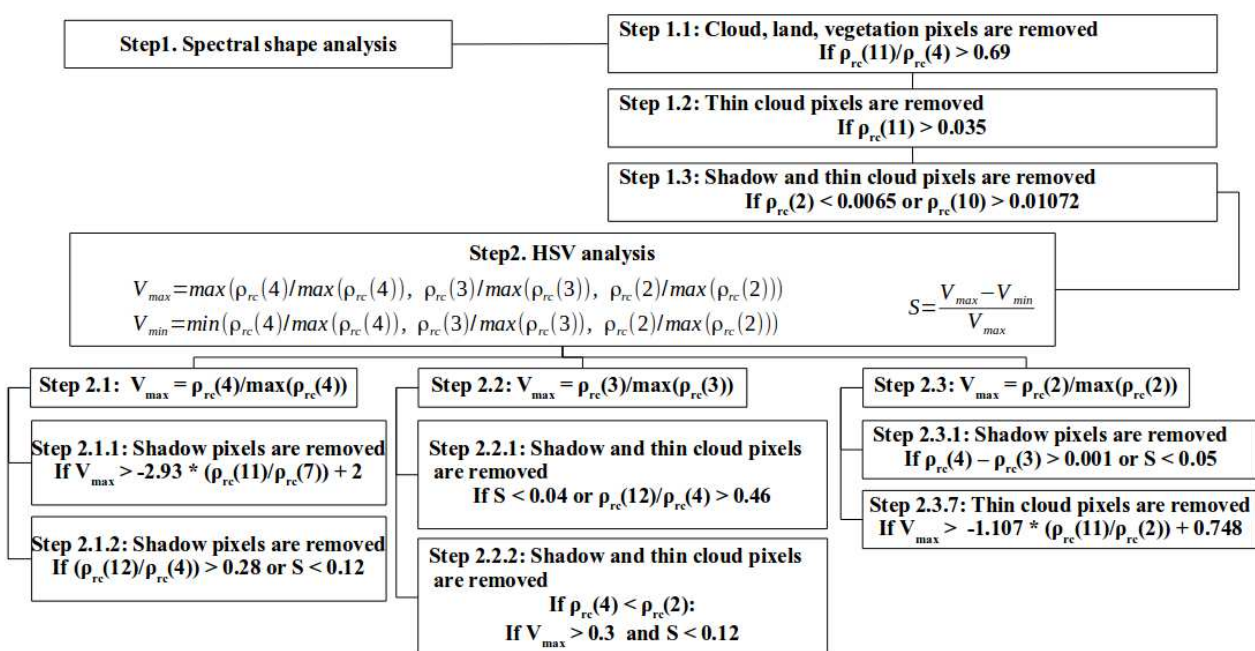 Step1. Spectral shape analysis
Step 1.1: Cloud, land, vegetation pixels are removed
If ρrc(11)/ρrc(4) > 0.69
Step 1.2: Thin cloud pixels are removed
If ρrc(11) > 0.035
Step 1.3: Shadow and thin cloud pixels are removed
If ρrc(2) < 0.0065 or ρrc(10) > 0.01072
Step2. HSV analysis
Vmax=max(ρrc(4)/max(ρrc(4)), ρrc(3)/max(ρrc(3)), ρrc(2)/max(ρrc(2)))
Vmin=min(ρrc(4)/max(ρrc(4)), ρrc(3)/max(ρrc(3)), ρrc(2)/max(ρrc(2)))
S=Vmax−Vmin/Vmax
Step 2.1: Vmax = ρrc(4)/max(ρrc(4))
Step 2.1.1: Shadow pixels are removed
If Vmax > -2.93 * (ρrc(11)/ρrc(7)) + 2
Step 2.1.2: Shadow pixels are removed
If (ρrc(12)/ρrc(4)) > 0.28 or S < 0.12
Step 2.2: Vmax = ρrc(3)/max(ρrc(3))
Step 2.2.1: Shadow and thin cloud pixels
are removed
If S < 0.04 or ρrc(12)/ρrc(4) > 0.46
Step 2.2.2: Shadow and thin cloud pixels
are removed
If ρrc(4) < ρrc(2):
If Vmax > 0.3 and S < 0.12
Step 2.3: Vmax = ρrc(2)/max(ρrc(2))
Step 2.3.1: Shadow pixels are removed
If ρrc(4) – ρrc(3) > 0.001 or S < 0.05
Step 2.3.7: Thin cloud pixels are removed
If Vmax > -1.107 * (ρrc(11)/ρrc(2)) + 0.748